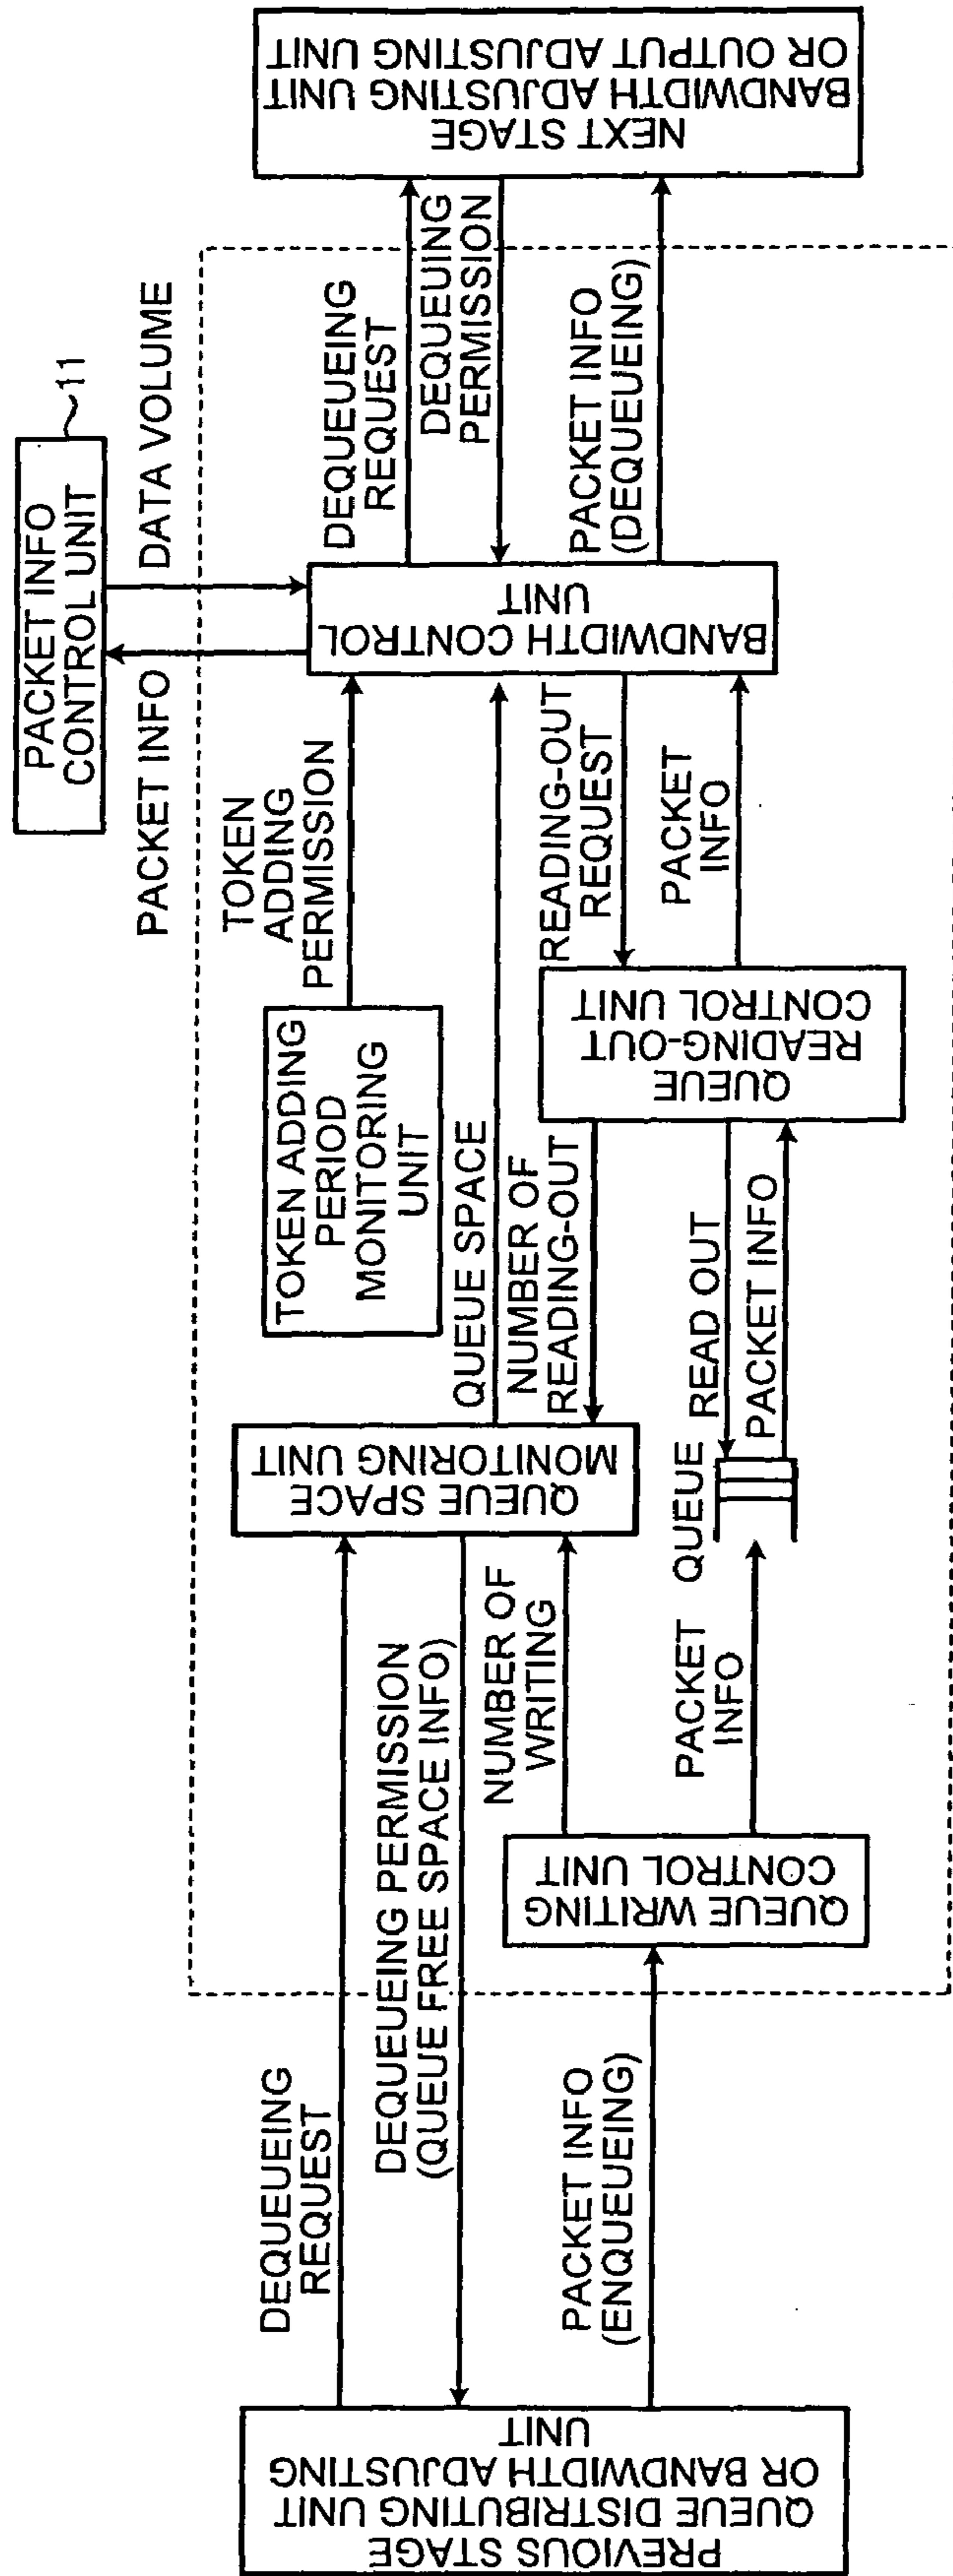 PACKET INFO
CONTROL UNIT
~11
PACKET INFO
DATA VOLUME
PREVIOUS STAGE
QUEUE DISTRIBUTING UNIT
OR BANDWIDTH ADJUSTING
UNIT
DEQUEUEING
REQUEST
DEQUEUEING PERMISSION
(QUEUE FREE SPACE INFO)
PACKET INFO
(ENQUEUEING)
QUEUE WRITING
CONTROL UNIT
NUMBER OF
WRITING
PACKET
INFO
QUEUE SPACE
MONITORING UNIT
QUEUE
READ OUT
PACKET INFO
QUEUE SPACE
NUMBER OF
READING-OUT
TOKEN ADDING
PERIOD
MONITORING
UNIT
TOKEN
ADDING
PERMISSION
QUEUE
READING-OUT
CONTROL UNIT
READING-OUT
REQUEST
PACKET
INFO
BANDWIDTH CONTROL
UNIT
DEQUEUEING
REQUEST
DEQUEUING
PERMISSION
PACKET INFO
(DEQUEUEING)
NEXT STAGE
BANDWIDTH ADJUSTING UNIT
OR OUTPUT ADJUSTING UNIT